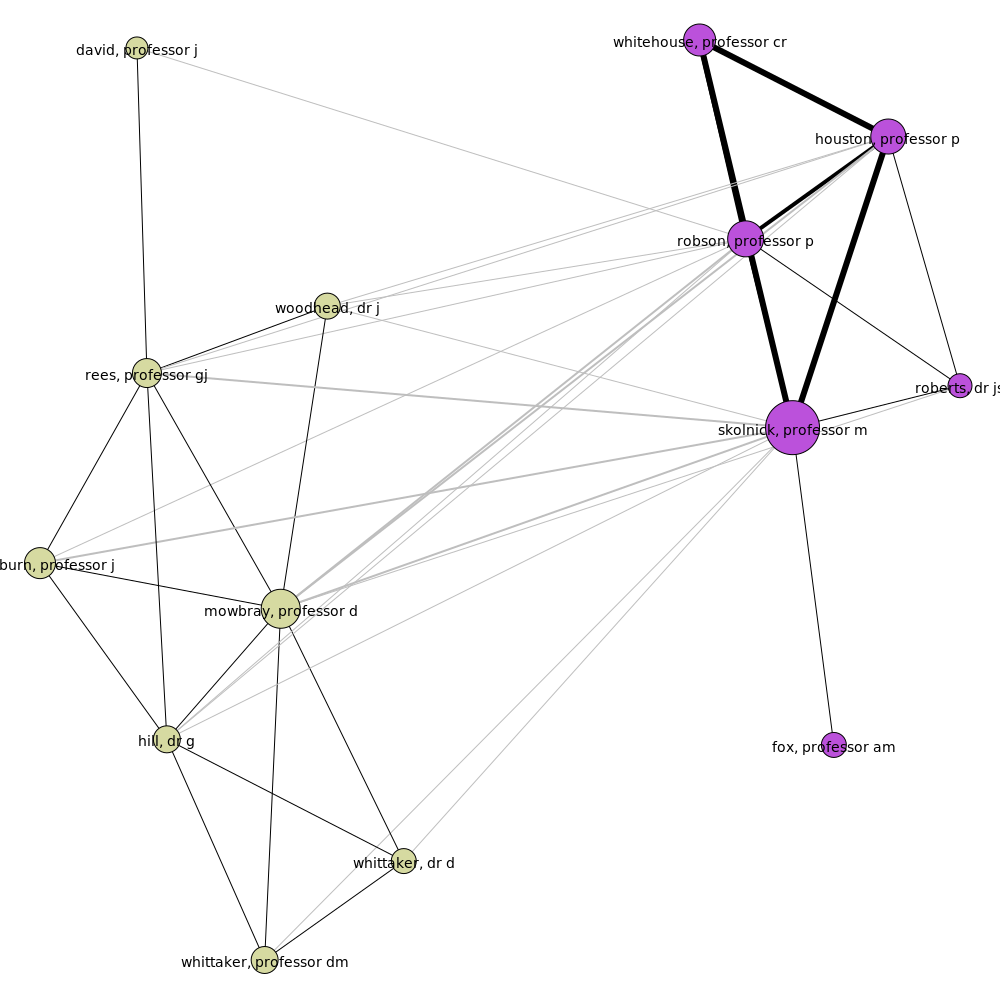 whitehouse, professor cr
david, professor j
houston, professor p
robson, professor p
woodhead, dr j
rees, professor gj
roberts, dr js
skolnick, professor m
burn, professor j
mowbray, professor d
hill, dr g
fox, professor am
whittaker, dr d
whittaker, professor dm